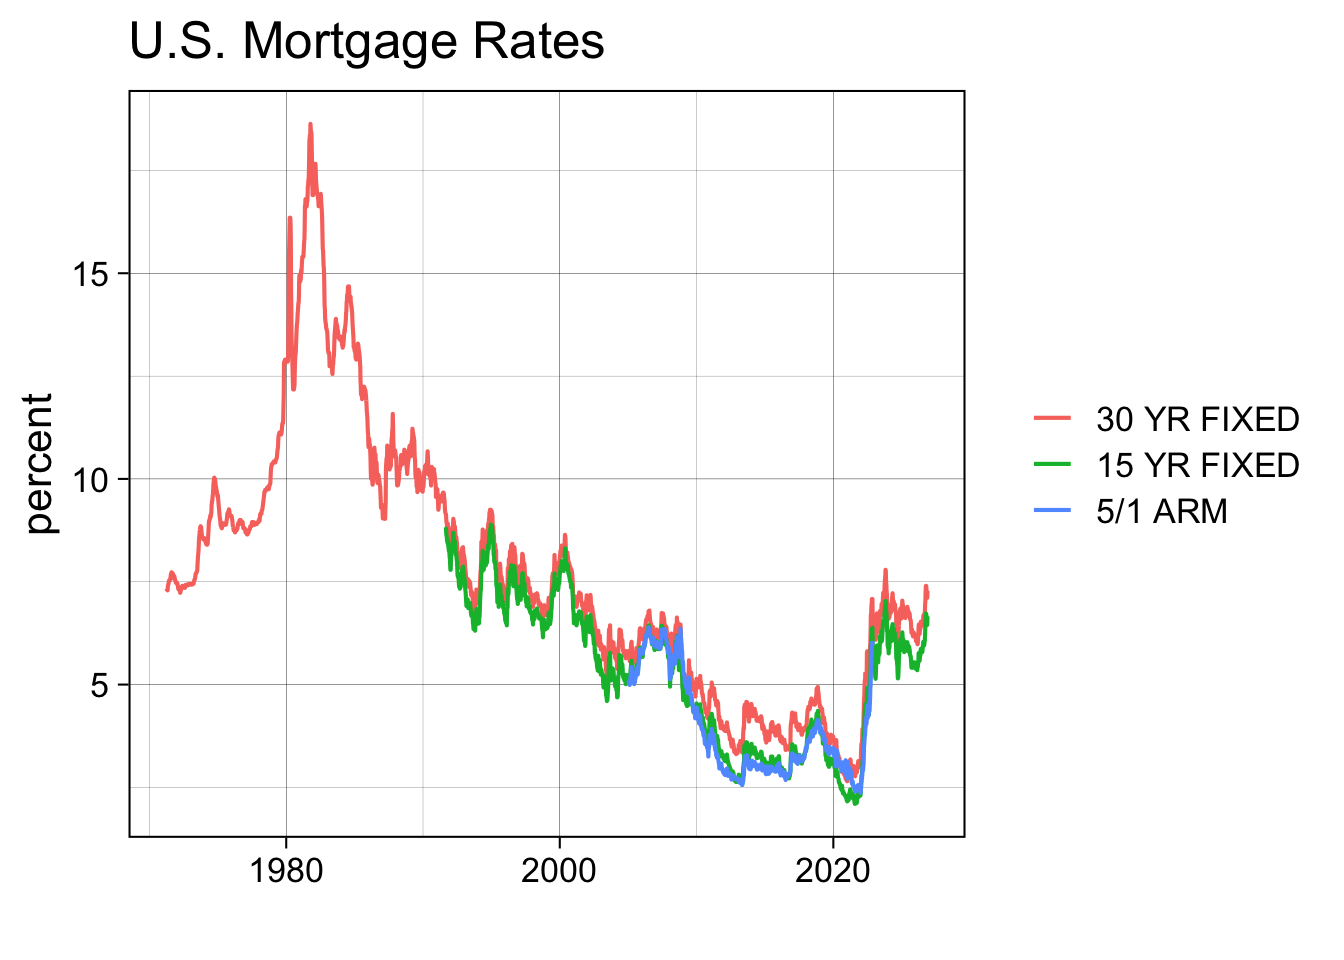 U.S. Mortgage Rates
percent
15
10
5
1980
2000
2020
30 YR FIXED
15 YR FIXED
5/1 ARM